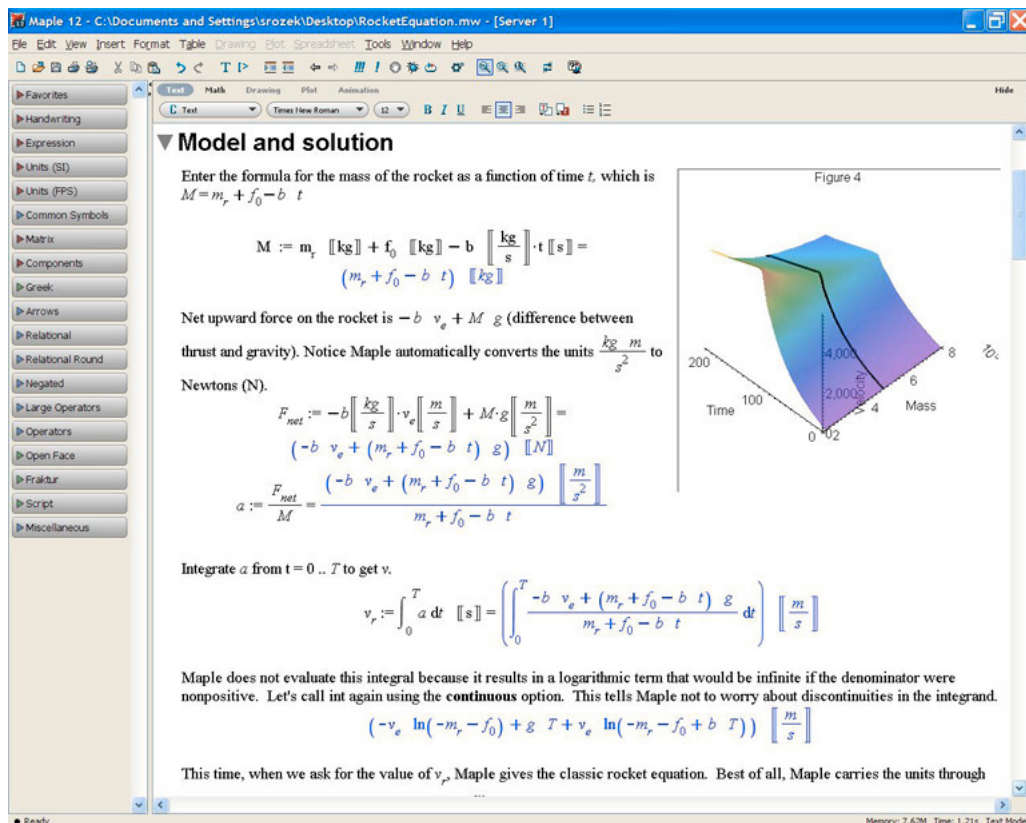 Maple 12 - C:\Documents and Settings\srozek\Desktop\RocketEquation.mw - [Server 1]
File Edit View Insert Format Table Drawing Plot Spreadsheet Tools Window Help
Text Math Drawing Plot Animation Hide
C Text Times New Roman 12 B I U
Favorites
Handwriting
Expression
Units (SI)
Units (FPS)
Common Symbols
Matrix
Components
Greek
Arrows
Relational
Relational Round
Negated
Large Operators
Operators
Open Face
Fraktur
Script
Miscellaneous
Model and solution
Enter the formula for the mass of the rocket as a function of time t, which is
M = m_r + f_0 − b t
M := m_r ⟦kg⟧ + f_0 ⟦kg⟧ − b ⟦kg/s⟧·t ⟦s⟧ =
(m_r + f_0 − b t) ⟦kg⟧
Net upward force on the rocket is −b v_e + M g (difference between
thrust and gravity). Notice Maple automatically converts the units kg m/s^2 to
Newtons (N).
F_net := −b⟦kg/s⟧·v_e⟦m/s⟧ + M·g⟦m/s^2⟧ =
(−b v_e + (m_r + f_0 − b t) g) ⟦N⟧
a := F_net/M = (−b v_e + (m_r + f_0 − b t) g) ⟦m/s^2⟧ / m_r + f_0 − b t
Figure 4
4,000
2,000
Velocity
200
100
0
Time
02
4
6
8
Mass
Integrate a from t = 0 .. T to get v.
v_r := ∫_0^T a dt ⟦s⟧ = (∫_0^T −b v_e + (m_r + f_0 − b t) g / m_r + f_0 − b t dt) ⟦m/s⟧
Maple does not evaluate this integral because it results in a logarithmic term that would be infinite if the denominator were
nonpositive. Let's call int again using the continuous option. This tells Maple not to worry about discontinuities in the integrand.
(−v_e ln(−m_r − f_0) + g T + v_e ln(−m_r − f_0 + b T)) ⟦m/s⟧
This time, when we ask for the value of v_r, Maple gives the classic rocket equation. Best of all, Maple carries the units through
Ready Memory: 7.62M Time: 1.21s Text Mode